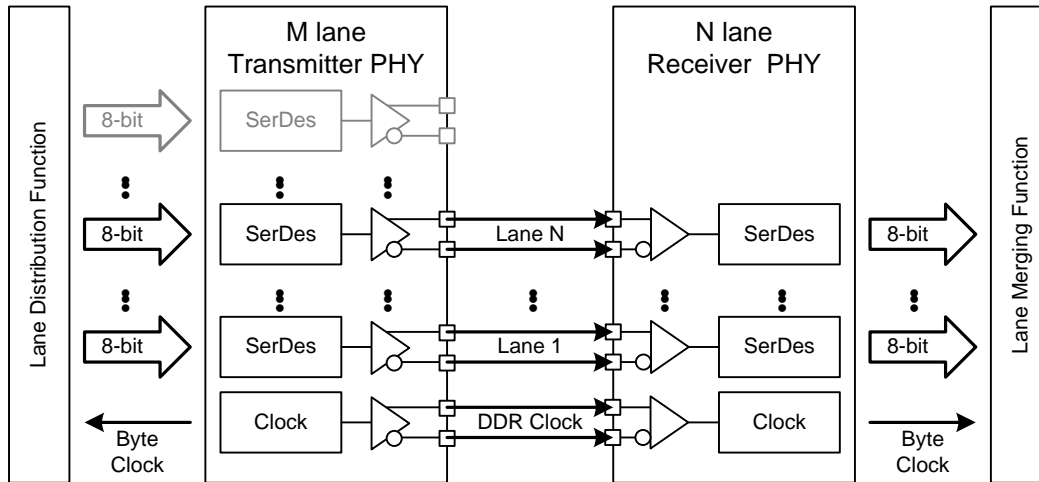 Lane Distribution Function
M lane
Transmitter PHY
N lane
Receiver  PHY
8-bit
SerDes
8-bit
SerDes
Lane N
SerDes
8-bit
8-bit
SerDes
Lane 1
SerDes
8-bit
Clock
DDR Clock
Clock
Byte
Clock
Byte
Clock
Lane Merging Function